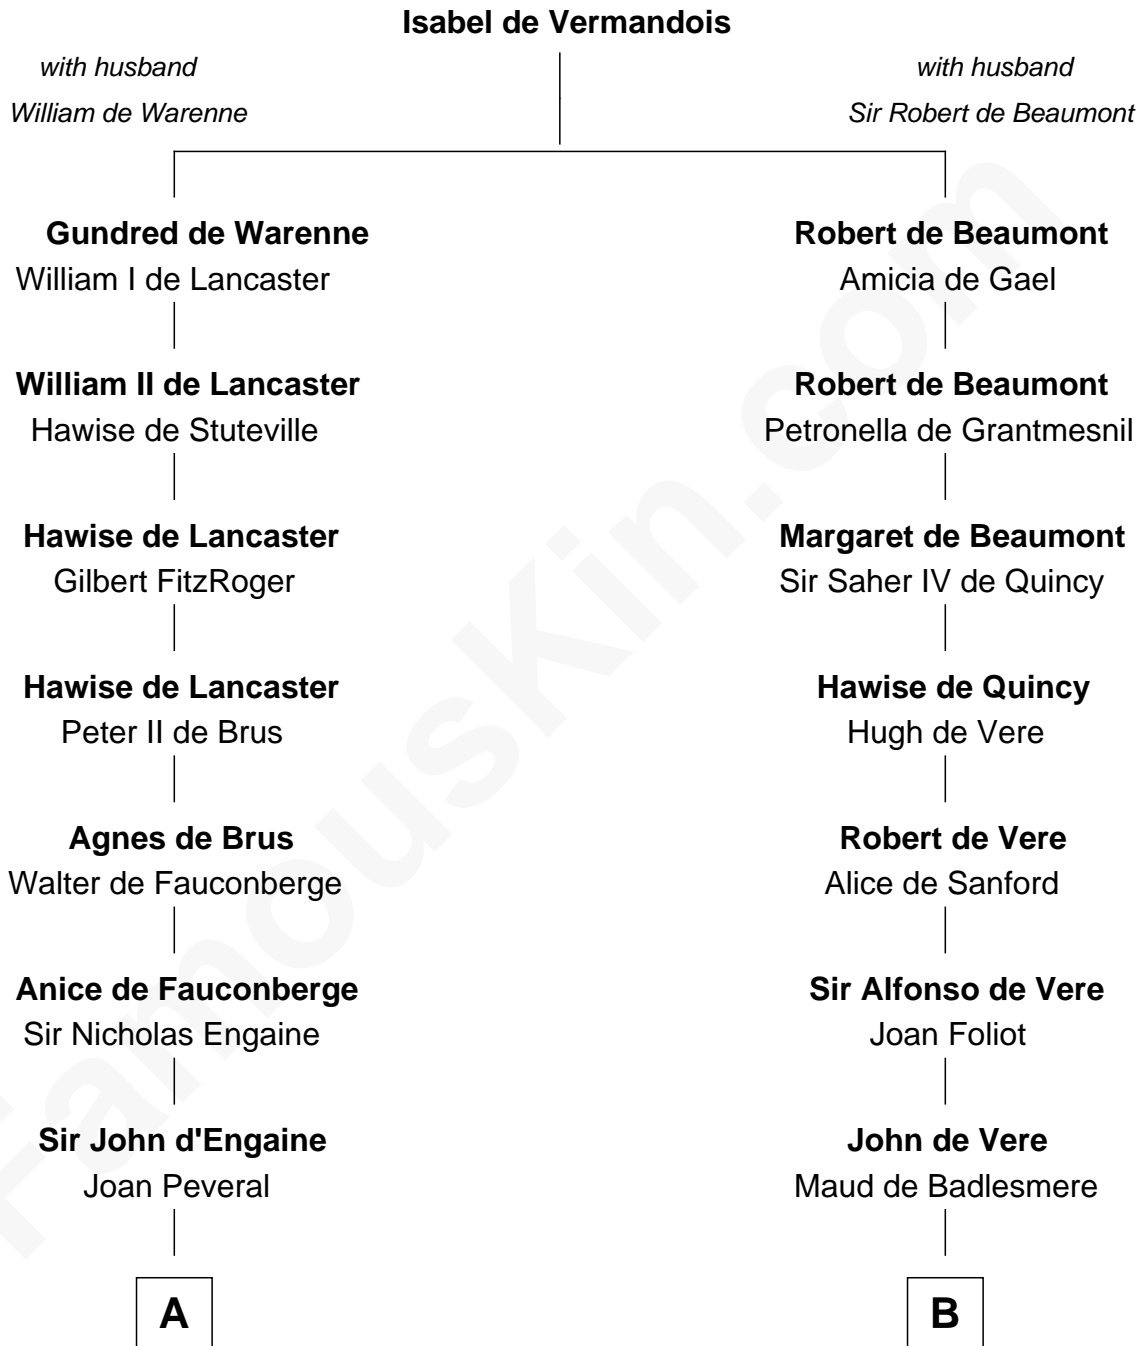 Isabel de Vermandois
with husband
William de Warenne
with husband
Sir Robert de Beaumont
Gundred de Warenne
William I de Lancaster
Robert de Beaumont
Amicia de Gael
William II de Lancaster
Hawise de Stuteville
Robert de Beaumont
Petronella de Grantmesnil
Hawise de Lancaster
Gilbert FitzRoger
Margaret de Beaumont
Sir Saher IV de Quincy
Hawise de Lancaster
Peter II de Brus
Hawise de Quincy
Hugh de Vere
Agnes de Brus
Walter de Fauconberge
Robert de Vere
Alice de Sanford
Anice de Fauconberge
Sir Nicholas Engaine
Sir Alfonso de Vere
Joan Foliot
Sir John d'Engaine
Joan Peveral
John de Vere
Maud de Badlesmere
A
B
FamousKin.com